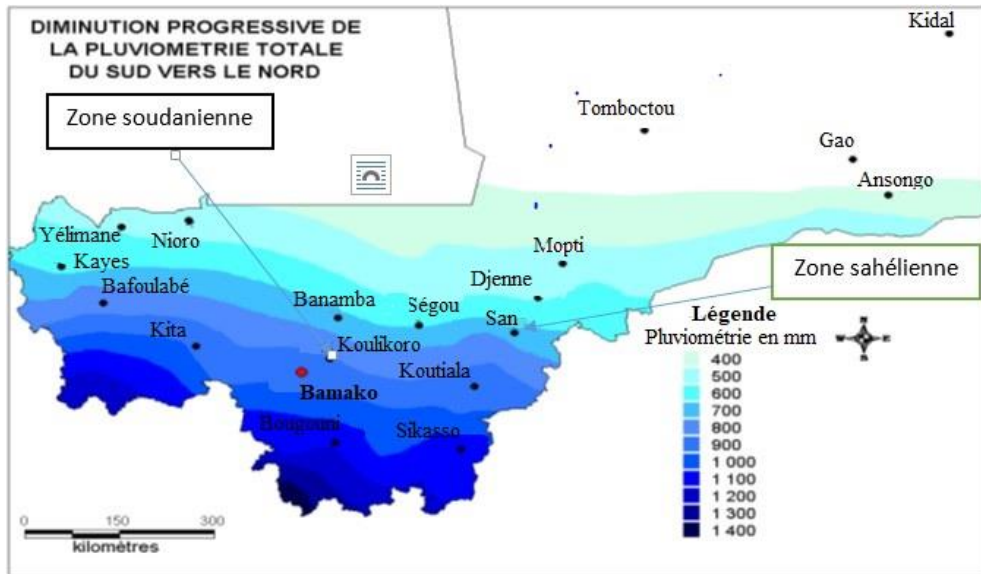 DIMINUTION PROGRESSIVE DE
LA PLUVIOMETRIE TOTALE
DU SUD VERS LE NORD
Kidal
Zone soudanienne
Tomboctou
Gao
Ansongo
Yélimane
Nioro
Mopti
Kayes
Zone sahélienne
Bafoulabé
Djenne
Banamba
Ségou
San
Légende
Pluviométrie en mm
Kita
Koulikoro
Koutiala
Bamako
Bougouni
Sikasso
N
W
E
S
400
500
600
700
800
900
1 000
1 100
1 200
1 300
1 400
0 150 300
kilomètres